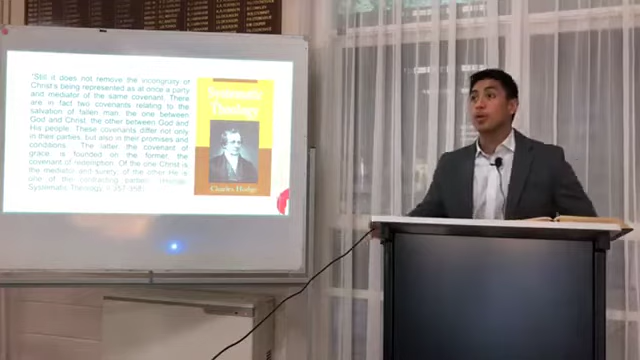 "Still it does not remove the incongruity of
Christ's being represented as at once a party
and mediator of the same covenant. There
are in fact two covenants relating to the
salvation of fallen man, the one between
God and Christ, the other between God and
His people. These covenants differ not only
in their parties, but also in their promises and
conditions. The latter, the covenant of
grace, is founded on the former, the
covenant of redemption. Of the one Christ is
the mediator and surety; of the other He is
one of the contracting parties." (Hodge,
Systematic Theology,
Systematic
Theology
Charles Hodge